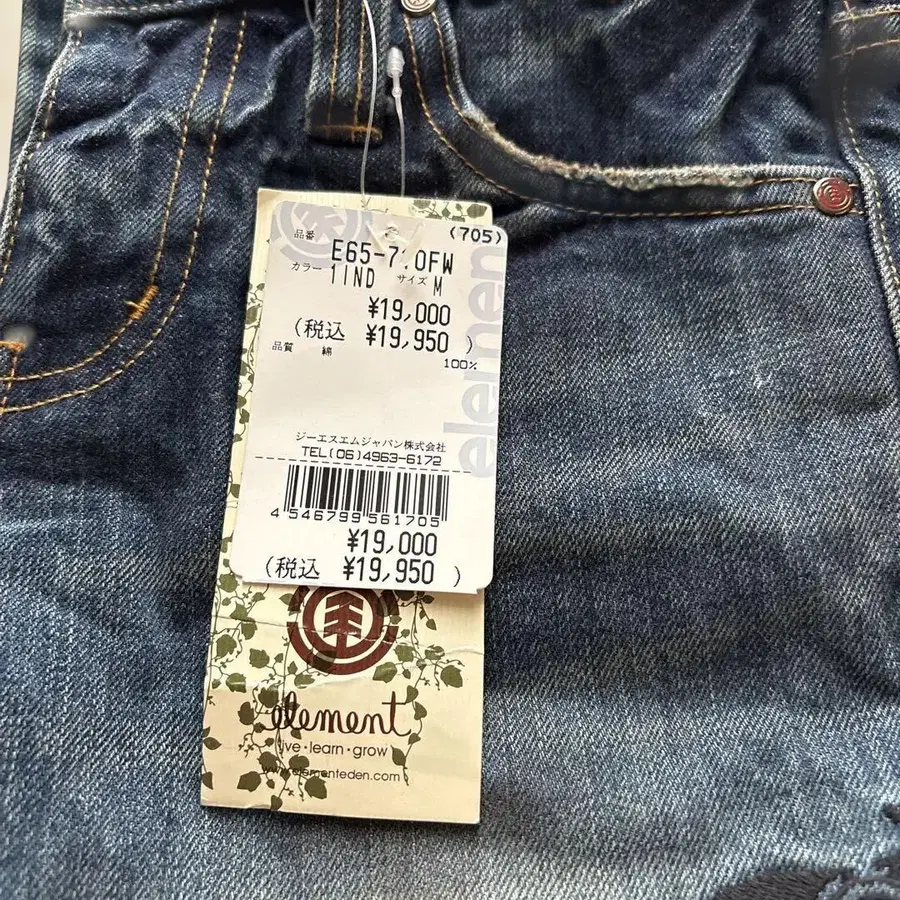 (705)
品番
E65-7 0FW
カラー 1IND サイズ M
¥19,000
(税込 ¥19,950 )
品質 綿
100%
element
ジーエスエムジャパン株式会社
TEL(06)4963-6172
4 546799 561705
¥19,000
(税込 ¥19,950 )
element
live·learn·grow
www.elementeden.com